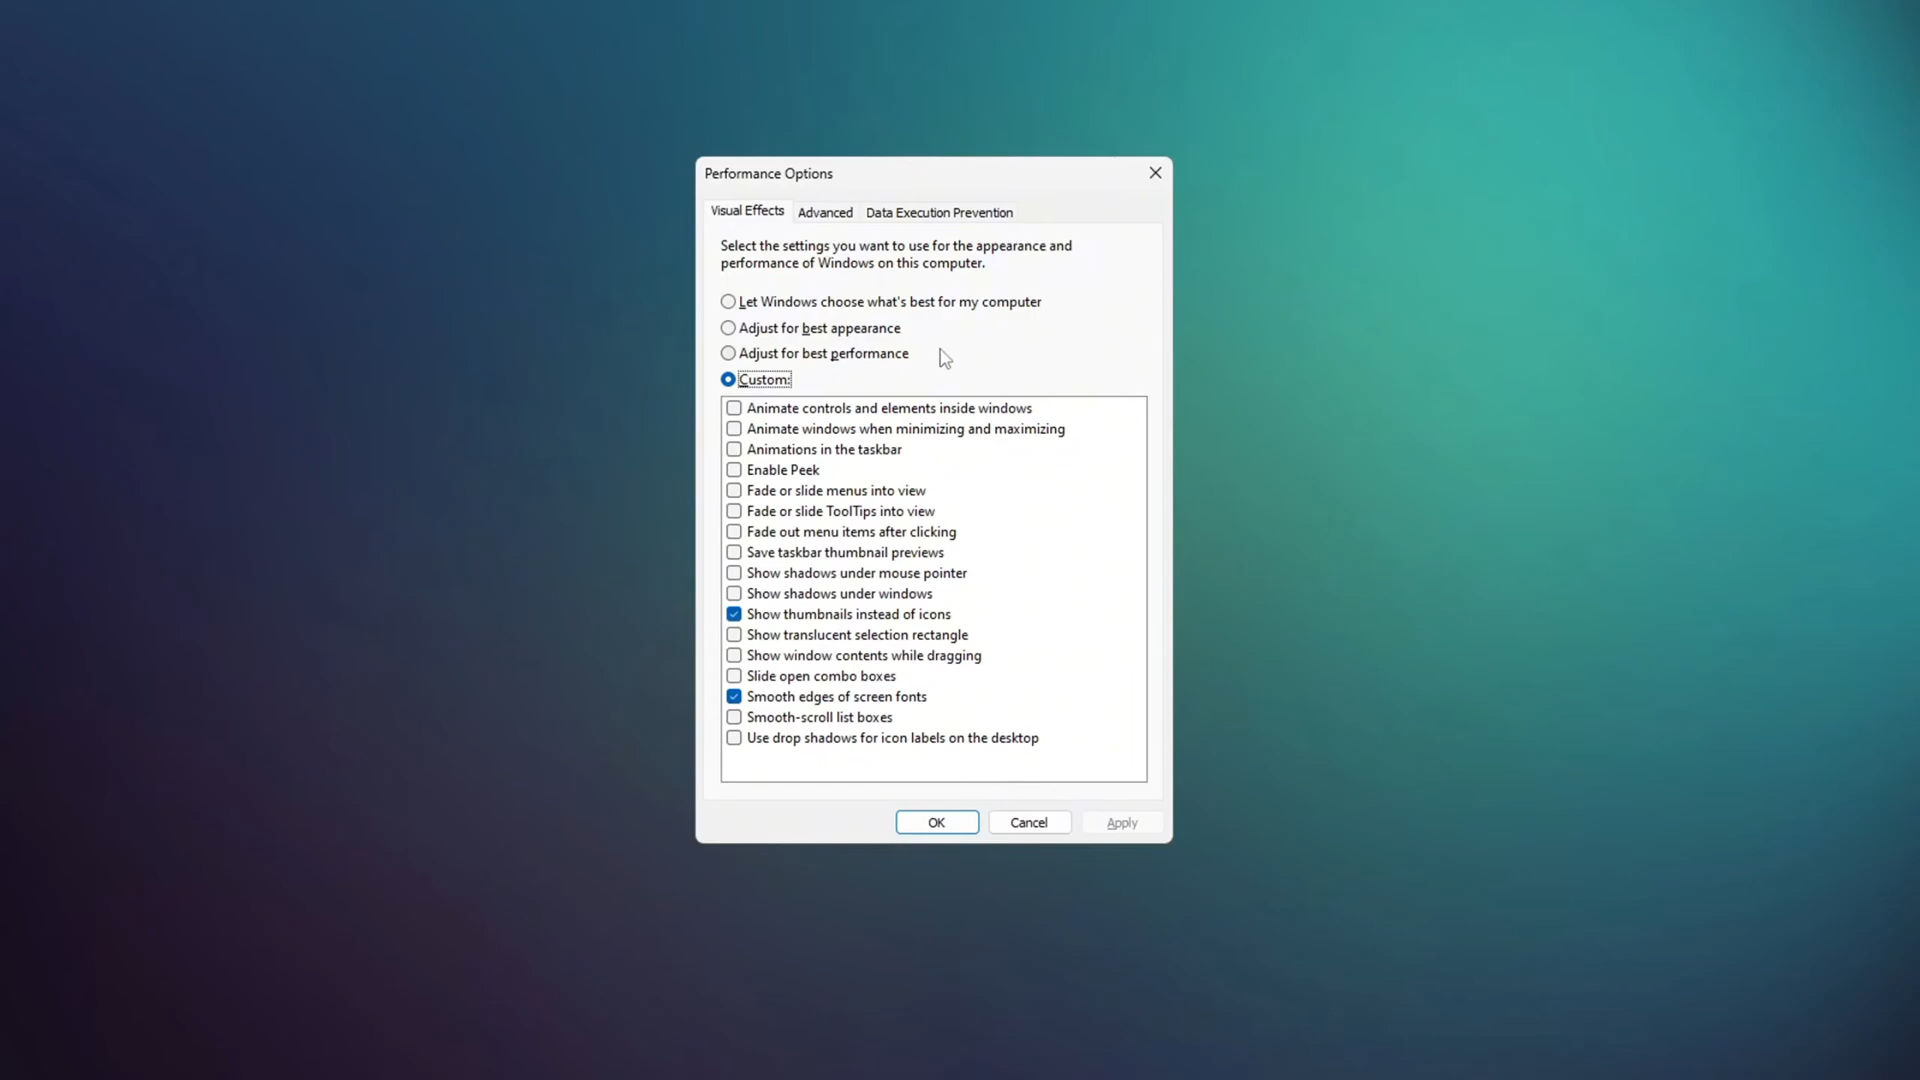 Performance Options
Visual Effects
Advanced
Data Execution Prevention
Select the settings you want to use for the appearance and
performance of Windows on this computer.
Let Windows choose what's best for my computer
Adjust for best appearance
Adjust for best performance
Custom:
Animate controls and elements inside windows
Animate windows when minimizing and maximizing
Animations in the taskbar
Enable Peek
Fade or slide menus into view
Fade or slide ToolTips into view
Fade out menu items after clicking
Save taskbar thumbnail previews
Show shadows under mouse pointer
Show shadows under windows
Show thumbnails instead of icons
Show translucent selection rectangle
Show window contents while dragging
Slide open combo boxes
Smooth edges of screen fonts
Smooth-scroll list boxes
Use drop shadows for icon labels on the desktop
OK
Cancel
Apply